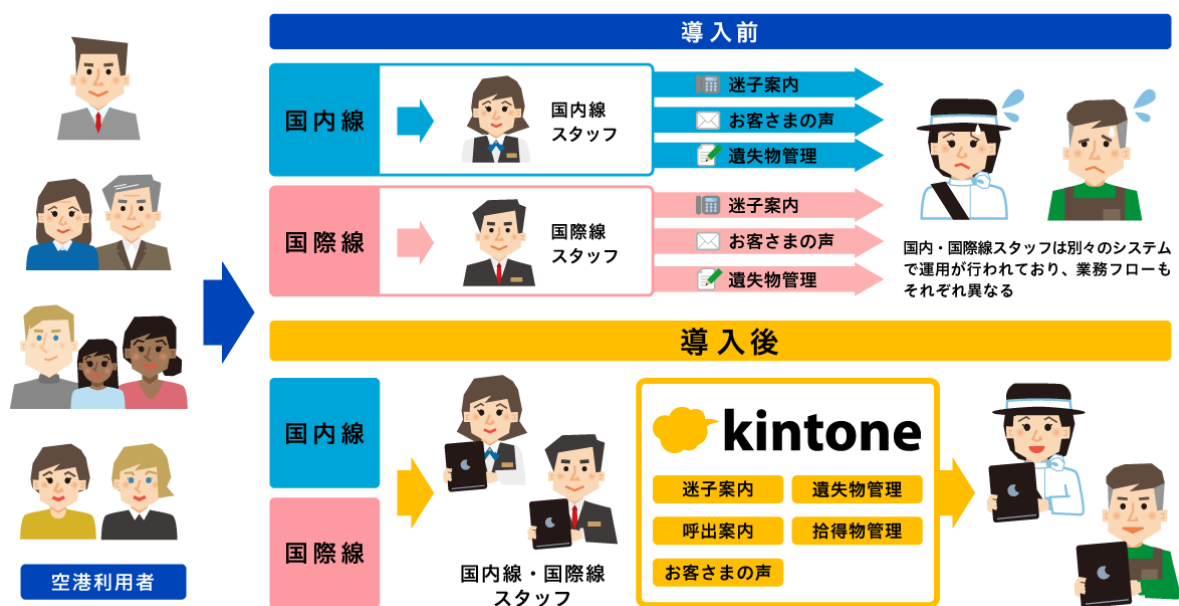 導入前
国内線
国内線
スタッフ
迷子案内
お客さまの声
遺失物管理
国際線
国際線
スタッフ
迷子案内
お客さまの声
遺失物管理
国内・国際線スタッフは別々のシステム
で運用が行われており、業務フローも
それぞれ異なる
導入後
国内線
国際線
国内線・国際線
スタッフ
kintone
迷子案内
遺失物管理
呼出案内
拾得物管理
お客さまの声
空港利用者